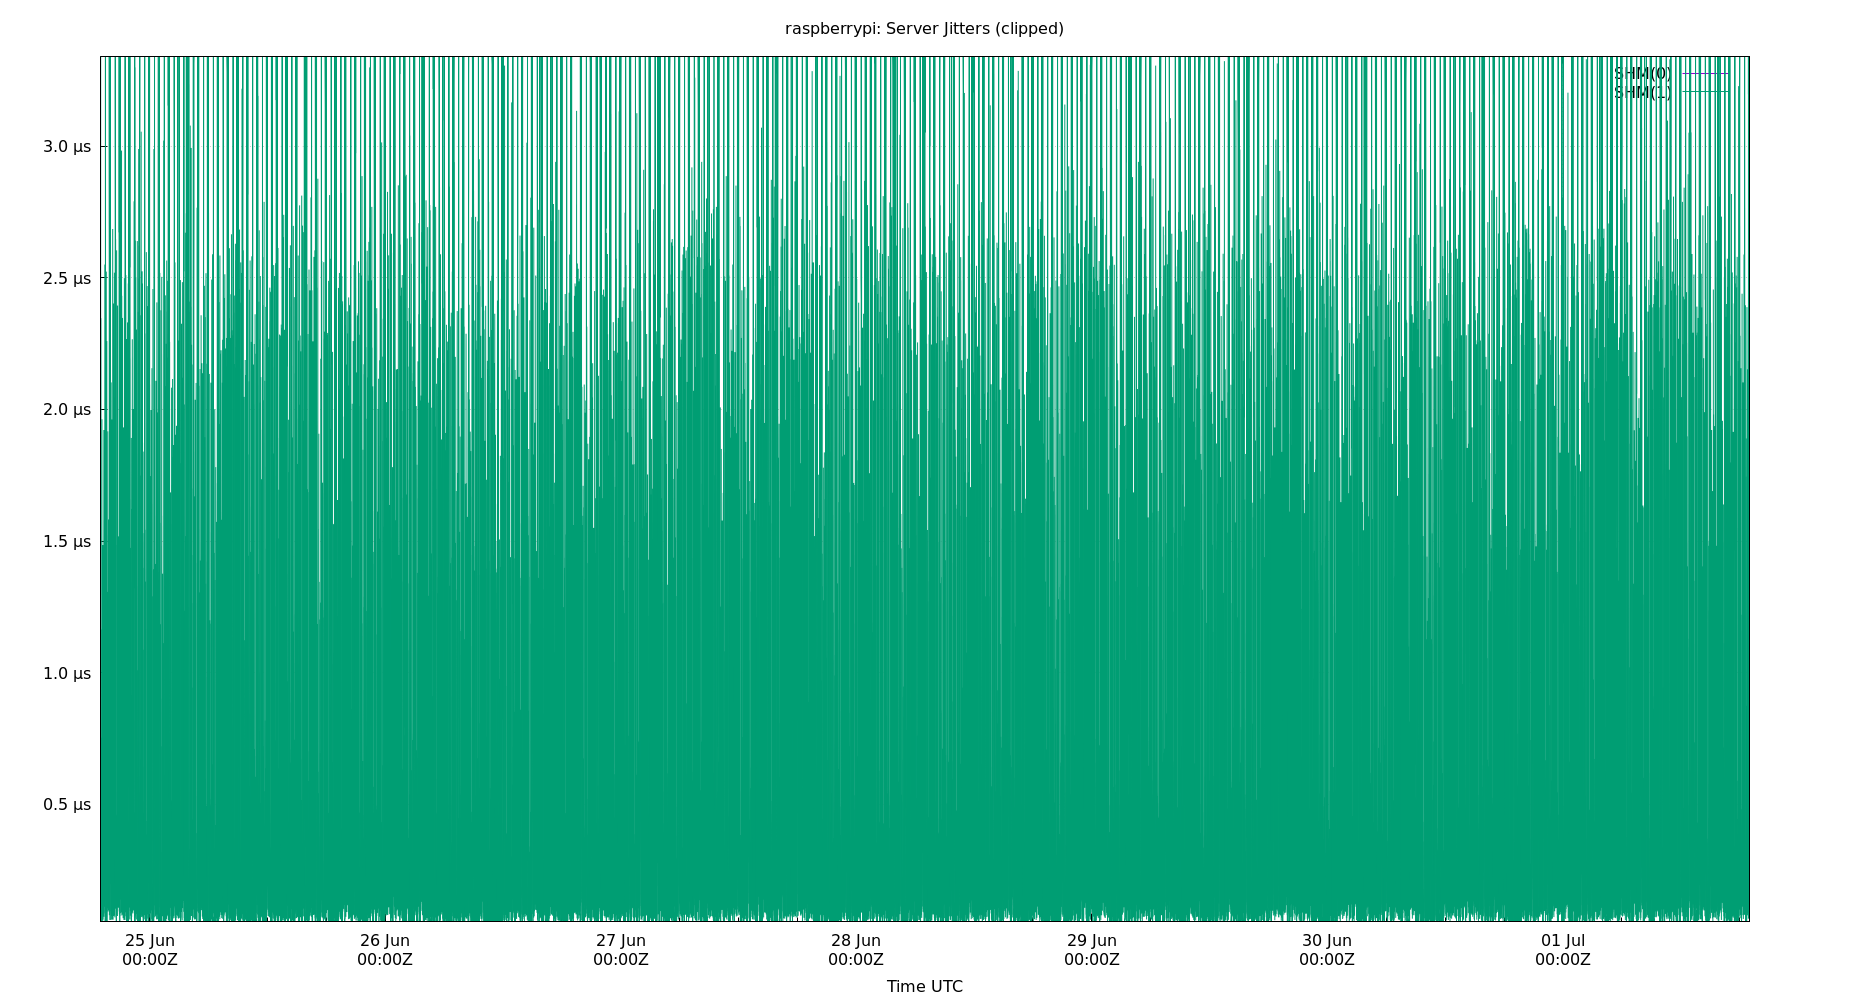 raspberrypi: Server Jitters (clipped)
SHM(0)
SHM(1)
3.0 µs
2.5 µs
2.0 µs
1.5 µs
1.0 µs
0.5 µs
25 Jun 26 Jun 27 Jun 28 Jun 29 Jun 30 Jun 01 Jul
00:00Z 00:00Z 00:00Z 00:00Z 00:00Z 00:00Z 00:00Z
Time UTC